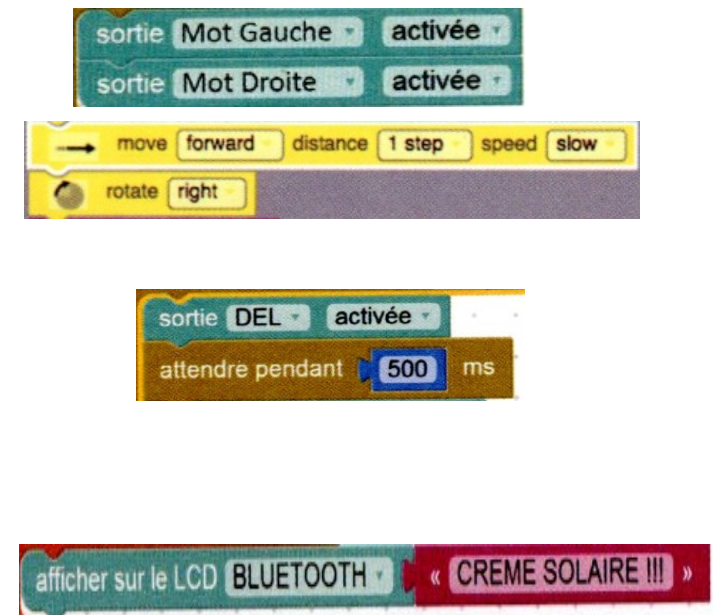 sortie Mot Gauche activée
sortie Mot Droite activée
move forward distance 1 step speed slow
rotate right
sortie DEL activée
attendre pendant 500 ms
afficher sur le LCD BLUETOOTH « CREME SOLAIRE !!! »